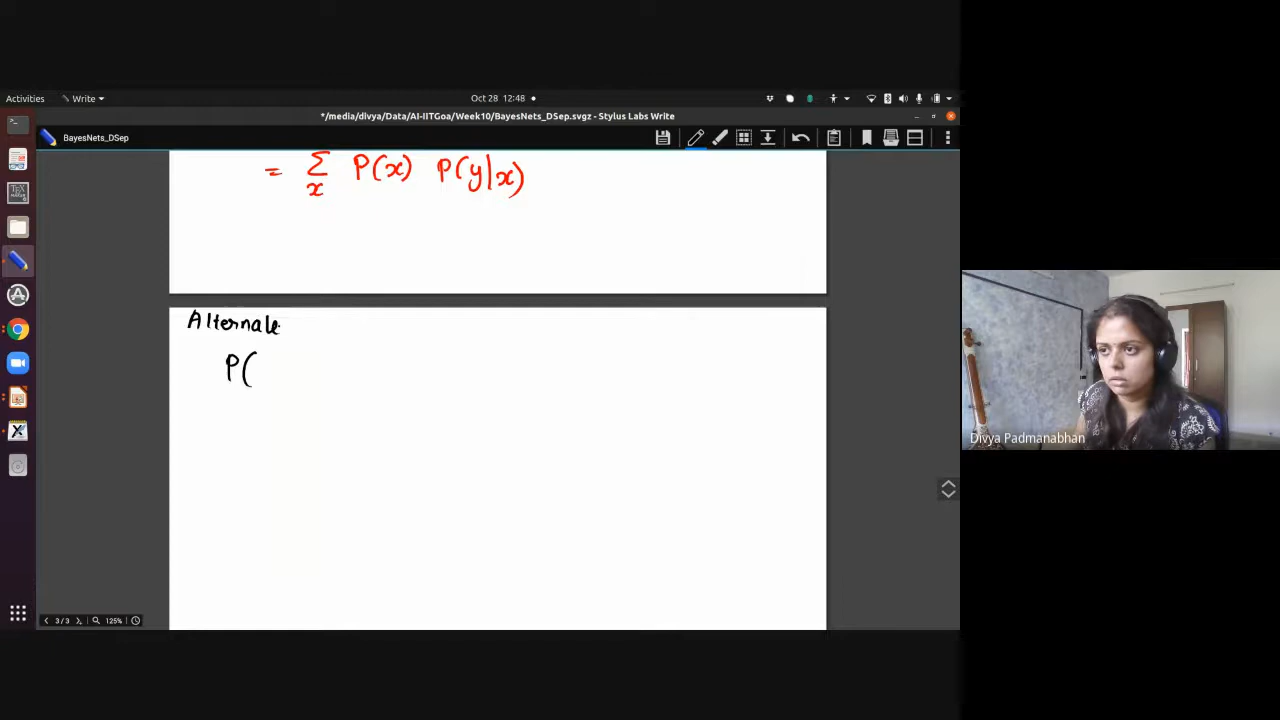 Activities
Write
Oct 28 12:48
*/media/divya/Data/AI-IITGoa/Week10/BayesNets_DSep.svgz - Stylus Labs Write
BayesNets_DSep
= Σ P(x) P(y|x)
x
Alternate
P(
3/3
125%
Divya Padmanabhan